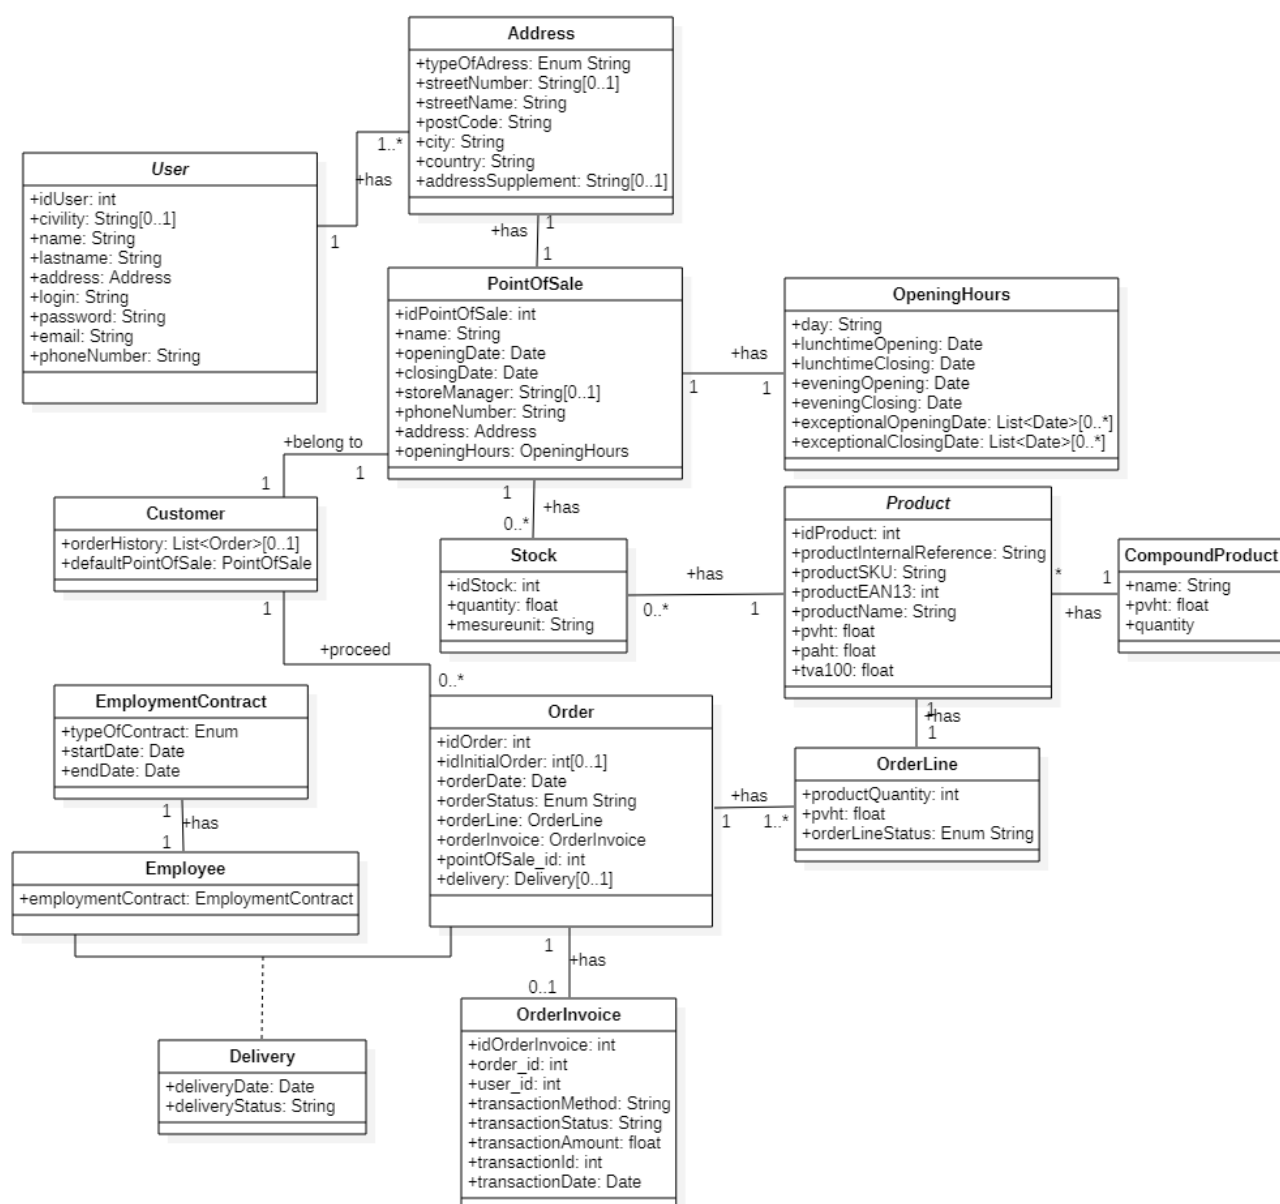 Address
+typeOfAdress: Enum String
+streetNumber: String[0..1]
+streetName: String
+postCode: String
+city: String
+country: String
+addressSupplement: String[0..1]
1..*
+has
1
User
+idUser: int
+civility: String[0..1]
+name: String
+lastname: String
+address: Address
+login: String
+password: String
+email: String
+phoneNumber: String
1
+has
1
PointOfSale
+idPointOfSale: int
+name: String
+openingDate: Date
+closingDate: Date
+storeManager: String[0..1]
+phoneNumber: String
+address: Address
+openingHours: OpeningHours
+has
1
1
OpeningHours
+day: String
+lunchtimeOpening: Date
+lunchtimeClosing: Date
+eveningOpening: Date
+eveningClosing: Date
+exceptionalOpeningDate: List<Date>[0..*]
+exceptionalClosingDate: List<Date>[0..*]
+belong to
1
1
Customer
+orderHistory: List<Order>[0..1]
+defaultPointOfSale: PointOfSale
1
+has
0..*
Stock
+idStock: int
+quantity: float
+mesureunit: String
+has
0..*
1
Product
+idProduct: int
+productInternalReference: String
+productSKU: String
+productEAN13: int
+productName: String
+pvht: float
+paht: float
+tva100: float
*
1
+has
CompoundProduct
+name: String
+pvht: float
+quantity
1
+proceed
0..*
EmploymentContract
+typeOfContract: Enum
+startDate: Date
+endDate: Date
1
+has
1
Employee
+employmentContract: EmploymentContract
Order
+idOrder: int
+idInitialOrder: int[0..1]
+orderDate: Date
+orderStatus: Enum String
+orderLine: OrderLine
+orderInvoice: OrderInvoice
+pointOfSale_id: int
+delivery: Delivery[0..1]
+has
1
1..*
1
+has
1
OrderLine
+productQuantity: int
+pvht: float
+orderLineStatus: Enum String
1
+has
0..1
Delivery
+deliveryDate: Date
+deliveryStatus: String
OrderInvoice
+idOrderInvoice: int
+order_id: int
+user_id: int
+transactionMethod: String
+transactionStatus: String
+transactionAmount: float
+transactionId: int
+transactionDate: Date